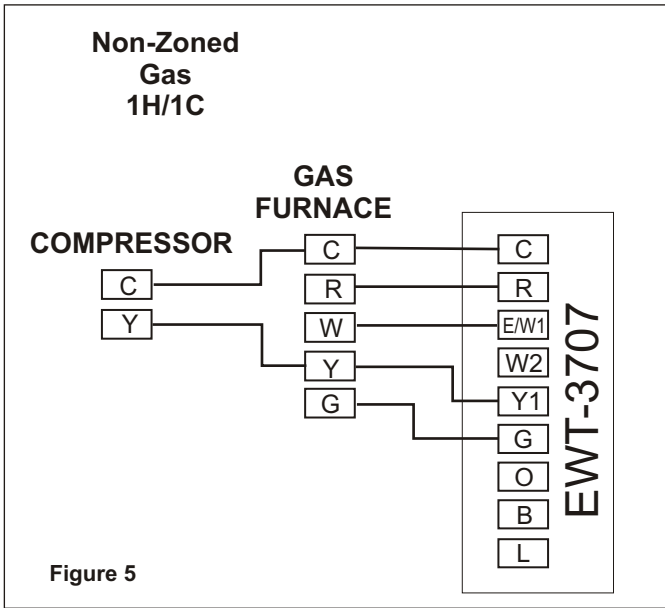 Non-Zoned
Gas
1H/1C
GAS
FURNACE
COMPRESSOR
C
Y
C
R
W
Y
G
C
R
E/W1
W2
Y1
G
O
B
L
EWT-3707
Figure 5